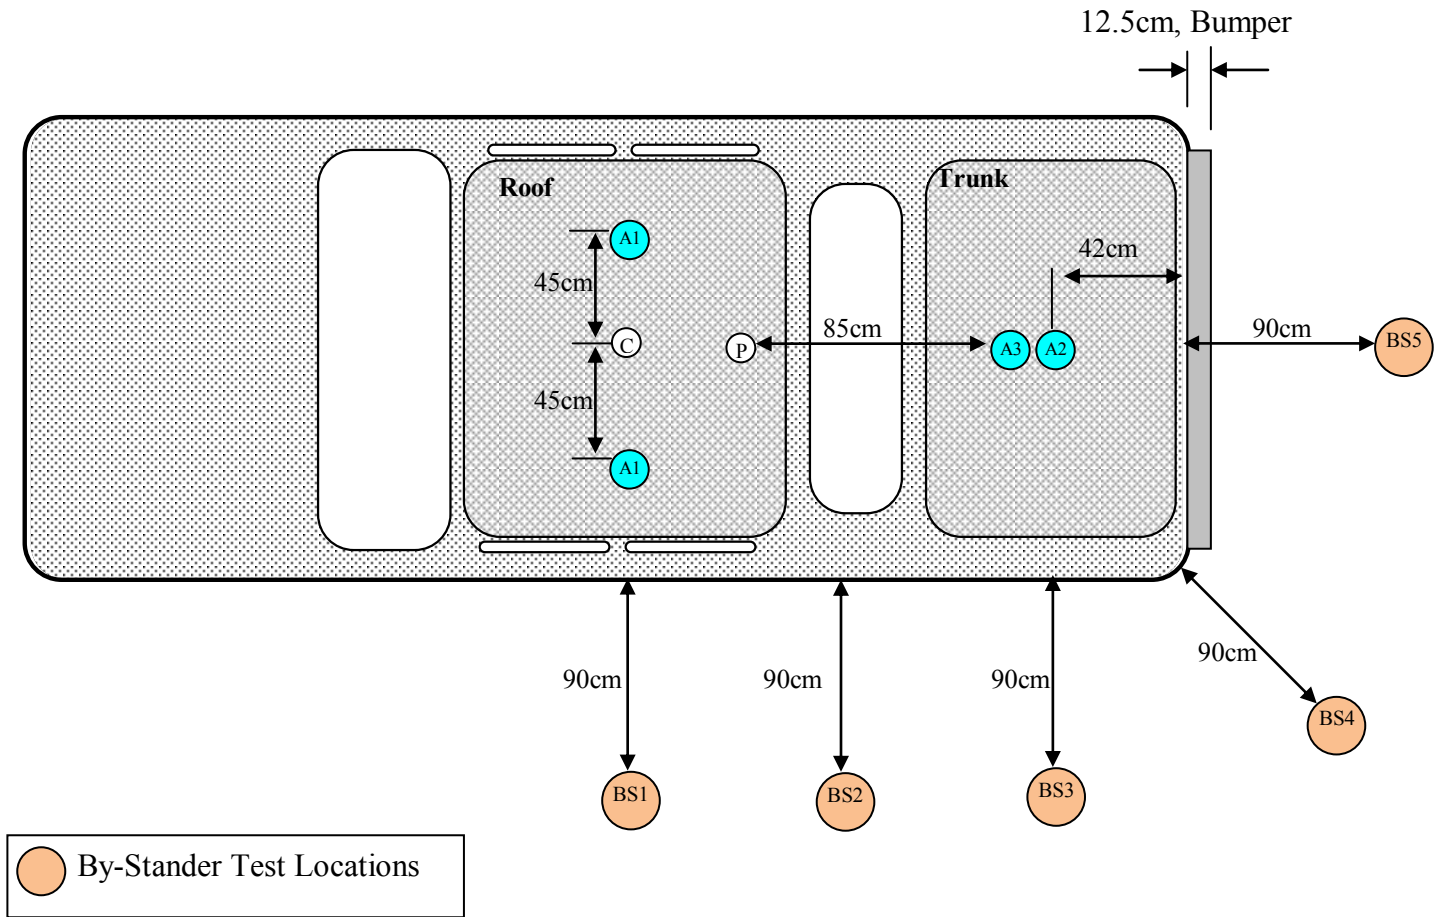 12.5cm, Bumper
Roof
Trunk
A1
42cm
45cm
85cm
90cm
C
P
A3
A2
BS5
45cm
A1
90cm
90cm
90cm
90cm
BS4
BS1
BS2
BS3
By-Stander Test Locations